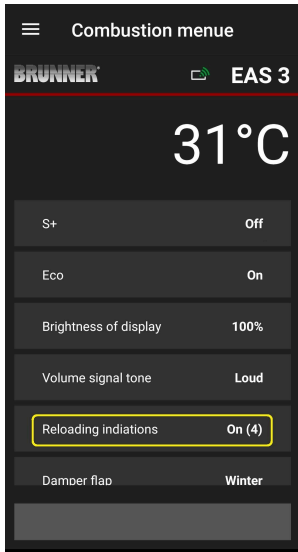 Combustion menue
BRUNNER EAS 3
31°C
S+ Off
Eco On
Brightness of display 100%
Volume signal tone Loud
Reloading indiations On (4)
Damper flap Winter